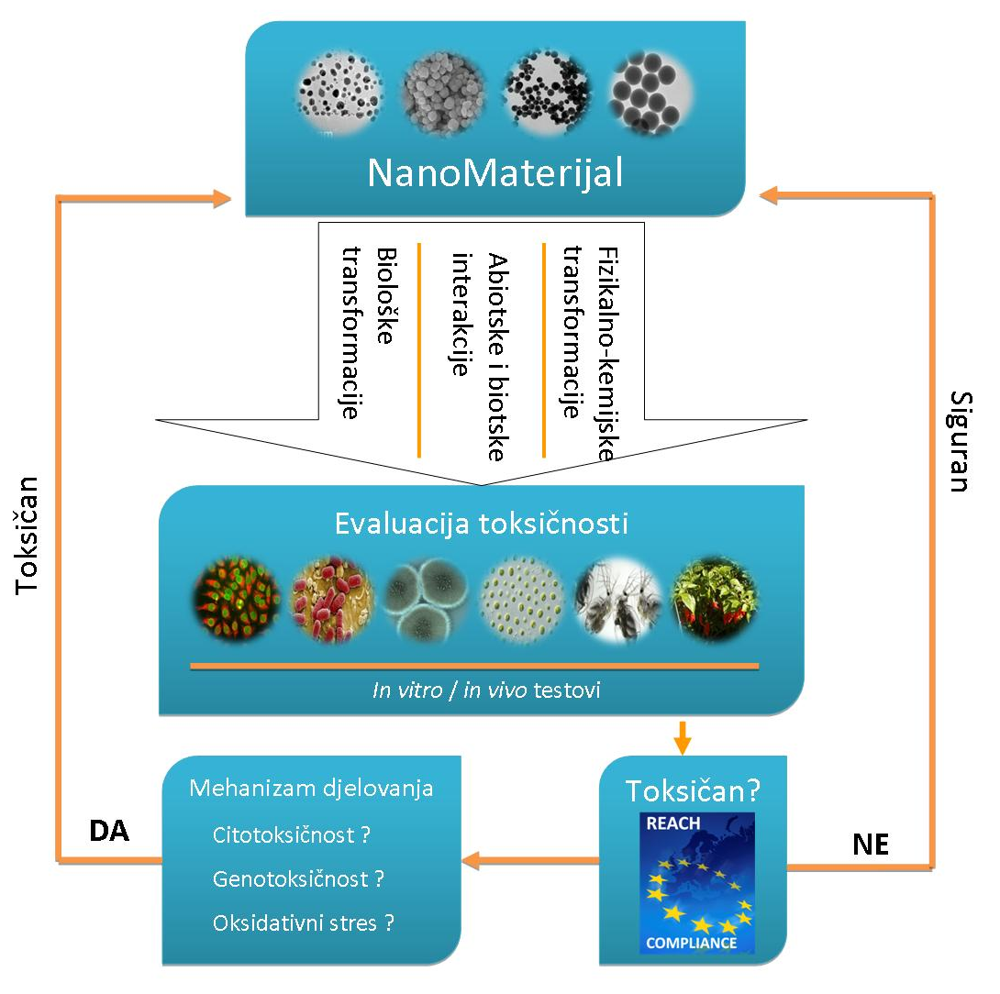 NanoMaterijal
Biološke
transformacije
Abiotske i biotske
interakcije
Fizikalno-kemijske
transformacije
Toksičan
Siguran
Evaluacija toksičnosti
In vitro / in vivo testovi
Mehanizam djelovanja
Citotoksičnost ?
Genotoksičnost ?
Oksidativni stres ?
DA
Toksičan?
REACH
COMPLIANCE
NE